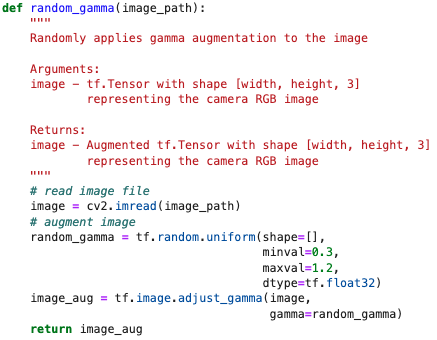 def random_gamma(image_path):
    """
    Randomly applies gamma augmentation to the image

    Arguments:
    image - tf.Tensor with shape [width, height, 3]
            representing the camera RGB image

    Returns:
    image - Augmented tf.Tensor with shape [width, height, 3]
            representing the camera RGB image
    """
    # read image file
    image = cv2.imread(image_path)
    # augment image
    random_gamma = tf.random.uniform(shape=[],
                                     minval=0.3,
                                     maxval=1.2,
                                     dtype=tf.float32)
    image_aug = tf.image.adjust_gamma(image,
                                      gamma=random_gamma)
    return image_aug